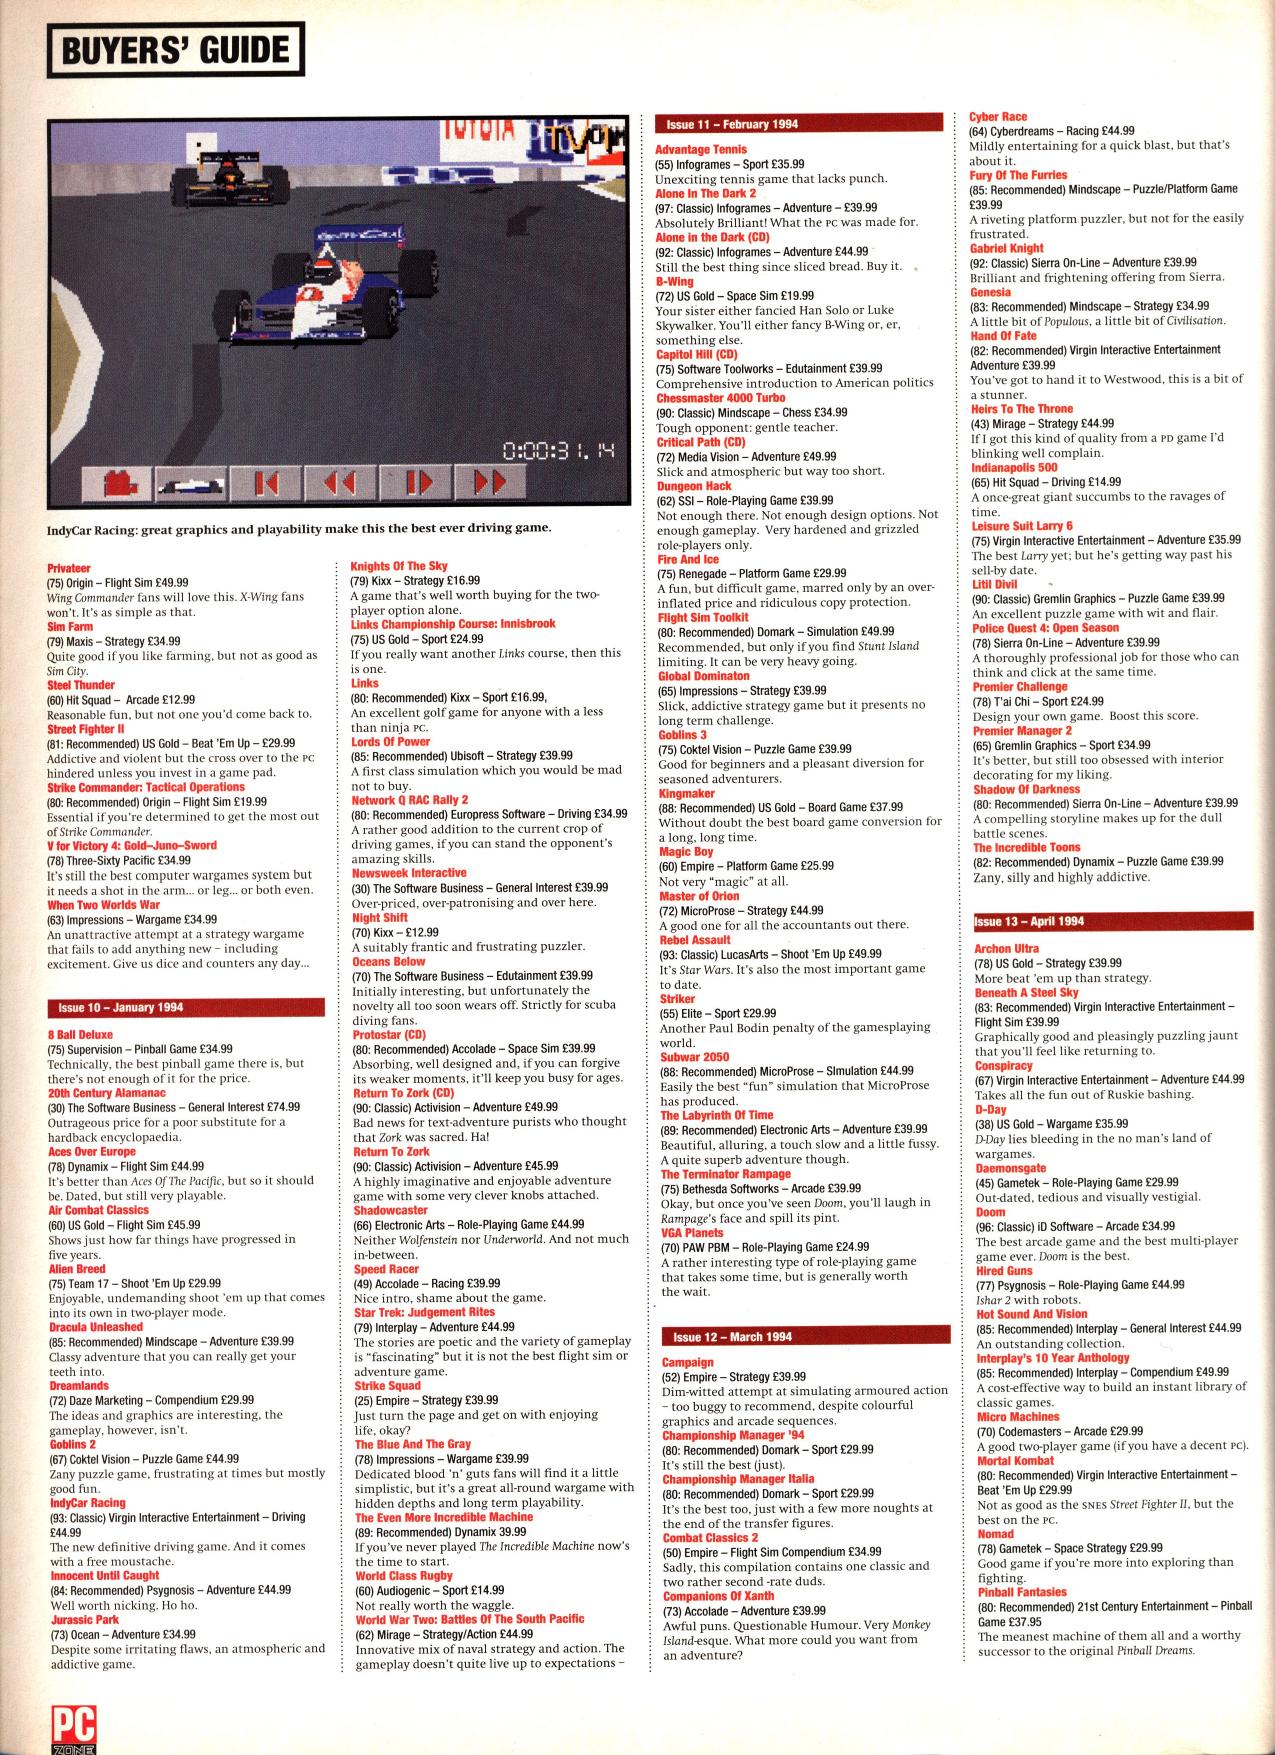 BUYERS' GUIDE
TOYOTA
0:00:31.14
IndyCar Racing: great graphics and playability make this the best ever driving game.
Privateer
(75) Origin – Flight Sim £49.99
Wing Commander fans will love this. X-Wing fans
won't. It's as simple as that.
Sim Farm
(79) Maxis – Strategy £34.99
Quite good if you like farming, but not as good as
Sim City.
Steel Thunder
(60) Hit Squad – Arcade £12.99
Reasonable fun, but not one you'd come back to.
Street Fighter II
(81: Recommended) US Gold – Beat 'Em Up – £29.99
Addictive and violent but the cross over to the PC
hindered unless you invest in a game pad.
Strike Commander: Tactical Operations
(80: Recommended) Origin – Flight Sim £19.99
Essential if you're determined to get the most out
of Strike Commander.
V for Victory 4: Gold–Juno–Sword
(78) Three-Sixty Pacific £34.99
It's still the best computer wargames system but
it needs a shot in the arm... or leg... or both even.
When Two Worlds War
(63) Impressions – Wargame £34.99
An unattractive attempt at a strategy wargame
that fails to add anything new – including
excitement. Give us dice and counters any day...
Issue 10 – January 1994
8 Ball Deluxe
(75) Supervision – Pinball Game £34.99
Technically, the best pinball game there is, but
there's not enough of it for the price.
20th Century Alamanac
(30) The Software Business – General Interest £74.99
Outrageous price for a poor substitute for a
hardback encyclopaedia.
Aces Over Europe
(78) Dynamix – Flight Sim £44.99
It's better than Aces Of The Pacific, but so it should
be. Dated, but still very playable.
Air Combat Classics
(60) US Gold – Flight Sim £45.99
Shows just how far things have progressed in
five years.
Alien Breed
(75) Team 17 – Shoot 'Em Up £29.99
Enjoyable, undemanding shoot 'em up that comes
into its own in two-player mode.
Dracula Unleashed
(85: Recommended) Mindscape – Adventure £39.99
Classy adventure that you can really get your
teeth into.
Dreamlands
(72) Daze Marketing – Compendium £29.99
The ideas and graphics are interesting, the
gameplay, however, isn't.
Goblins 2
(67) Coktel Vision – Puzzle Game £44.99
Zany puzzle game, frustrating at times but mostly
good fun.
IndyCar Racing
(93: Classic) Virgin Interactive Entertainment – Driving
£44.99
The new definitive driving game. And it comes
with a free moustache.
Innocent Until Caught
(84: Recommended) Psygnosis – Adventure £44.99
Well worth nicking. Ho ho.
Jurassic Park
(73) Ocean – Adventure £34.99
Despite some irritating flaws, an atmospheric and
addictive game.
Knights Of The Sky
(79) Kixx – Strategy £16.99
A game that's well worth buying for the two-
player option alone.
Links Championship Course: Innisbrook
(75) US Gold – Sport £24.99
If you really want another Links course, then this
is one.
Links
(80: Recommended) Kixx – Sport £16.99,
An excellent golf game for anyone with a less
than ninja PC.
Lords Of Power
(85: Recommended) Ubisoft – Strategy £39.99
A first class simulation which you would be mad
not to buy.
Network Q RAC Rally 2
(80: Recommended) Europress Software – Driving £34.99
A rather good addition to the current crop of
driving games, if you can stand the opponent's
amazing skills.
Newsweek Interactive
(30) The Software Business – General Interest £39.99
Over-priced, over-patronising and over here.
Night Shift
(70) Kixx – £12.99
A suitably frantic and frustrating puzzler.
Oceans Below
(70) The Software Business – Edutainment £39.99
Initially interesting, but unfortunately the
novelty all too soon wears off. Strictly for scuba
diving fans.
Protostar (CD)
(80: Recommended) Accolade – Space Sim £39.99
Absorbing, well designed and, if you can forgive
its weaker moments, it'll keep you busy for ages.
Return To Zork (CD)
(90: Classic) Activision – Adventure £49.99
Bad news for text-adventure purists who thought
that Zork was sacred. Ha!
Return To Zork
(90: Classic) Activision – Adventure £45.99
A highly imaginative and enjoyable adventure
game with some very clever knobs attached.
Shadowcaster
(66) Electronic Arts – Role-Playing Game £44.99
Neither Wolfenstein nor Underworld. And not much
in-between.
Speed Racer
(49) Accolade – Racing £39.99
Nice intro, shame about the game.
Star Trek: Judgement Rites
(79) Interplay – Adventure £44.99
The stories are poetic and the variety of gameplay
is "fascinating" but it is not the best flight sim or
adventure game.
Strike Squad
(25) Empire – Strategy £39.99
Just turn the page and get on with enjoying
life, okay?
The Blue And The Gray
(78) Impressions – Wargame £39.99
Dedicated blood 'n' guts fans will find it a little
simplistic, but it's a great all-round wargame with
hidden depths and long term playability.
The Even More Incredible Machine
(89: Recommended) Dynamix 39.99
If you've never played The Incredible Machine now's
the time to start.
World Class Rugby
(60) Audiogenic – Sport £14.99
Not really worth the waggle.
World War Two: Battles Of The South Pacific
(62) Mirage – Strategy/Action £44.99
Innovative mix of naval strategy and action. The
gameplay doesn't quite live up to expectations –
Issue 11 – February 1994
Advantage Tennis
(55) Infogrames – Sport £35.99
Unexciting tennis game that lacks punch.
Alone In The Dark 2
(97: Classic) Infogrames – Adventure – £39.99
Absolutely Brilliant! What the PC was made for.
Alone in the Dark (CD)
(92: Classic) Infogrames – Adventure £44.99
Still the best thing since sliced bread. Buy it.
B-Wing
(72) US Gold – Space Sim £19.99
Your sister either fancied Han Solo or Luke
Skywalker. You'll either fancy B-Wing or, er,
something else.
Capitol Hill (CD)
(75) Software Toolworks – Edutainment £39.99
Comprehensive introduction to American politics
Chessmaster 4000 Turbo
(90: Classic) Mindscape – Chess £34.99
Tough opponent: gentle teacher.
Critical Path (CD)
(72) Media Vision – Adventure £49.99
Slick and atmospheric but way too short.
Dungeon Hack
(62) SSI – Role-Playing Game £39.99
Not enough there. Not enough design options. Not
enough gameplay. Very hardened and grizzled
role-players only.
Fire And Ice
(75) Renegade – Platform Game £29.99
A fun, but difficult game, marred only by an over-
inflated price and ridiculous copy protection.
Flight Sim Toolkit
(80: Recommended) Domark – Simulation £49.99
Recommended, but only if you find Stunt Island
limiting. It can be very heavy going.
Global Dominaton
(65) Impressions – Strategy £39.99
Slick, addictive strategy game but it presents no
long term challenge.
Goblins 3
(75) Coktel Vision – Puzzle Game £39.99
Good for beginners and a pleasant diversion for
seasoned adventurers.
Kingmaker
(88: Recommended) US Gold – Board Game £37.99
Without doubt the best board game conversion for
a long, long time.
Magic Boy
(60) Empire – Platform Game £25.99
Not very "magic" at all.
Master of Orion
(72) MicroProse – Strategy £44.99
A good one for all the accountants out there.
Rebel Assault
(93: Classic) LucasArts – Shoot 'Em Up £49.99
It's Star Wars. It's also the most important game
to date.
Striker
(55) Elite – Sport £29.99
Another Paul Bodin penalty of the gamesplaying
world.
Subwar 2050
(88: Recommended) MicroProse – SImulation £44.99
Easily the best "fun" simulation that MicroProse
has produced.
The Labyrinth Of Time
(89: Recommended) Electronic Arts – Adventure £39.99
Beautiful, alluring, a touch slow and a little fussy.
A quite superb adventure though.
The Terminator Rampage
(75) Bethesda Softworks – Arcade £39.99
Okay, but once you've seen Doom, you'll laugh in
Rampage's face and spill its pint.
VGA Planets
(70) PAW PBM – Role-Playing Game £24.99
A rather interesting type of role-playing game
that takes some time, but is generally worth
the wait.
Issue 12 – March 1994
Campaign
(52) Empire – Strategy £39.99
Dim-witted attempt at simulating armoured action
– too buggy to recommend, despite colourful
graphics and arcade sequences.
Championship Manager '94
(80: Recommended) Domark – Sport £29.99
It's still the best (just).
Championship Manager Italia
(80: Recommended) Domark – Sport £29.99
It's the best too, just with a few more noughts at
the end of the transfer figures.
Combat Classics 2
(50) Empire – Flight Sim Compendium £34.99
Sadly, this compilation contains one classic and
two rather second -rate duds.
Companions Of Xanth
(73) Accolade – Adventure £39.99
Awful puns. Questionable Humour. Very Monkey
Island-esque. What more could you want from
an adventure?
Cyber Race
(64) Cyberdreams – Racing £44.99
Mildly entertaining for a quick blast, but that's
about it.
Fury Of The Furries
(85: Recommended) Mindscape – Puzzle/Platform Game
£39.99
A riveting platform puzzler, but not for the easily
frustrated.
Gabriel Knight
(92: Classic) Sierra On-Line – Adventure £39.99
Brilliant and frightening offering from Sierra.
Genesia
(83: Recommended) Mindscape – Strategy £34.99
A little bit of Populous, a little bit of Civilisation.
Hand Of Fate
(82: Recommended) Virgin Interactive Entertainment
Adventure £39.99
You've got to hand it to Westwood, this is a bit of
a stunner.
Heirs To The Throne
(43) Mirage – Strategy £44.99
If I got this kind of quality from a PD game I'd
blinking well complain.
Indianapolis 500
(65) Hit Squad – Driving £14.99
A once-great giant succumbs to the ravages of
time.
Leisure Suit Larry 6
(75) Virgin Interactive Entertainment – Adventure £35.99
The best Larry yet; but he's getting way past his
sell-by date.
Litil Divil
(90: Classic) Gremlin Graphics – Puzzle Game £39.99
An excellent puzzle game with wit and flair.
Police Quest 4: Open Season
(78) Sierra On-Line – Adventure £39.99
A thoroughly professional job for those who can
think and click at the same time.
Premier Challenge
(78) T'ai Chi – Sport £24.99
Design your own game. Boost this score.
Premier Manager 2
(65) Gremlin Graphics – Sport £34.99
It's better, but still too obsessed with interior
decorating for my liking.
Shadow Of Darkness
(80: Recommended) Sierra On-Line – Adventure £39.99
A compelling storyline makes up for the dull
battle scenes.
The Incredible Toons
(82: Recommended) Dynamix – Puzzle Game £39.99
Zany, silly and highly addictive.
Issue 13 – April 1994
Archon Ultra
(78) US Gold – Strategy £39.99
More beat 'em up than strategy.
Beneath A Steel Sky
(83: Recommended) Virgin Interactive Entertainment –
Flight Sim £39.99
Graphically good and pleasingly puzzling jaunt
that you'll feel like returning to.
Conspiracy
(67) Virgin Interactive Entertainment – Adventure £44.99
Takes all the fun out of Ruskie bashing.
D-Day
(38) US Gold – Wargame £35.99
D-Day lies bleeding in the no man's land of
wargames.
Daemonsgate
(45) Gametek – Role-Playing Game £29.99
Out-dated, tedious and visually vestigial.
Doom
(96: Classic) iD Software – Arcade £34.99
The best arcade game and the best multi-player
game ever. Doom is the best.
Hired Guns
(77) Psygnosis – Role-Playing Game £44.99
Ishar 2 with robots.
Hot Sound And Vision
(85: Recommended) Interplay – General Interest £44.99
An outstanding collection.
Interplay's 10 Year Anthology
(85: Recommended) Interplay – Compendium £49.99
A cost-effective way to build an instant library of
classic games.
Micro Machines
(70) Codemasters – Arcade £29.99
A good two-player game (if you have a decent PC).
Mortal Kombat
(80: Recommended) Virgin Interactive Entertainment –
Beat 'Em Up £29.99
Not as good as the SNES Street Fighter II, but the
best on the PC.
Nomad
(78) Gametek – Space Strategy £29.99
Good game if you're more into exploring than
fighting.
Pinball Fantasies
(80: Recommended) 21st Century Entertainment – Pinball
Game £37.95
The meanest machine of them all and a worthy
successor to the original Pinball Dreams.
PC
ZONE